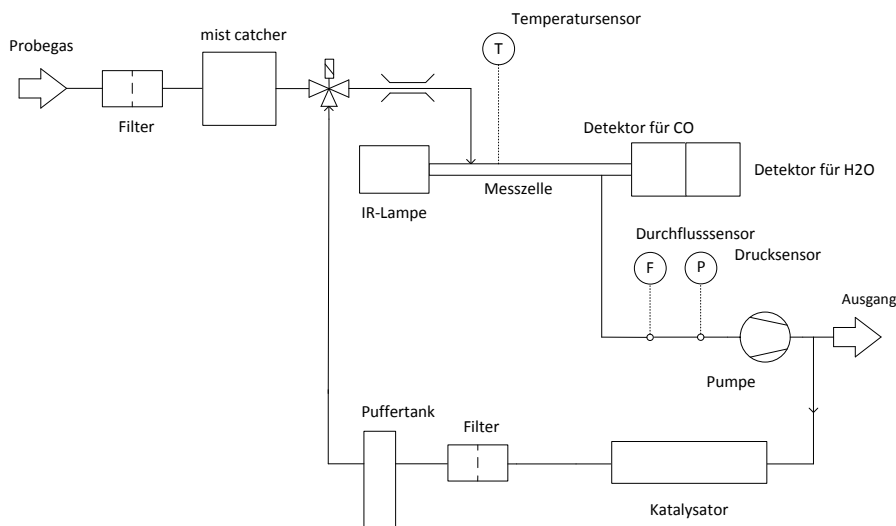 Temperatursensor
mist catcher
Probegas
T
Filter
Detektor für CO
Detektor für H2O
Messzelle
IR-Lampe
Durchflusssensor
Drucksensor
F
P
Ausgang
Pumpe
Puffertank
Filter
Katalysator